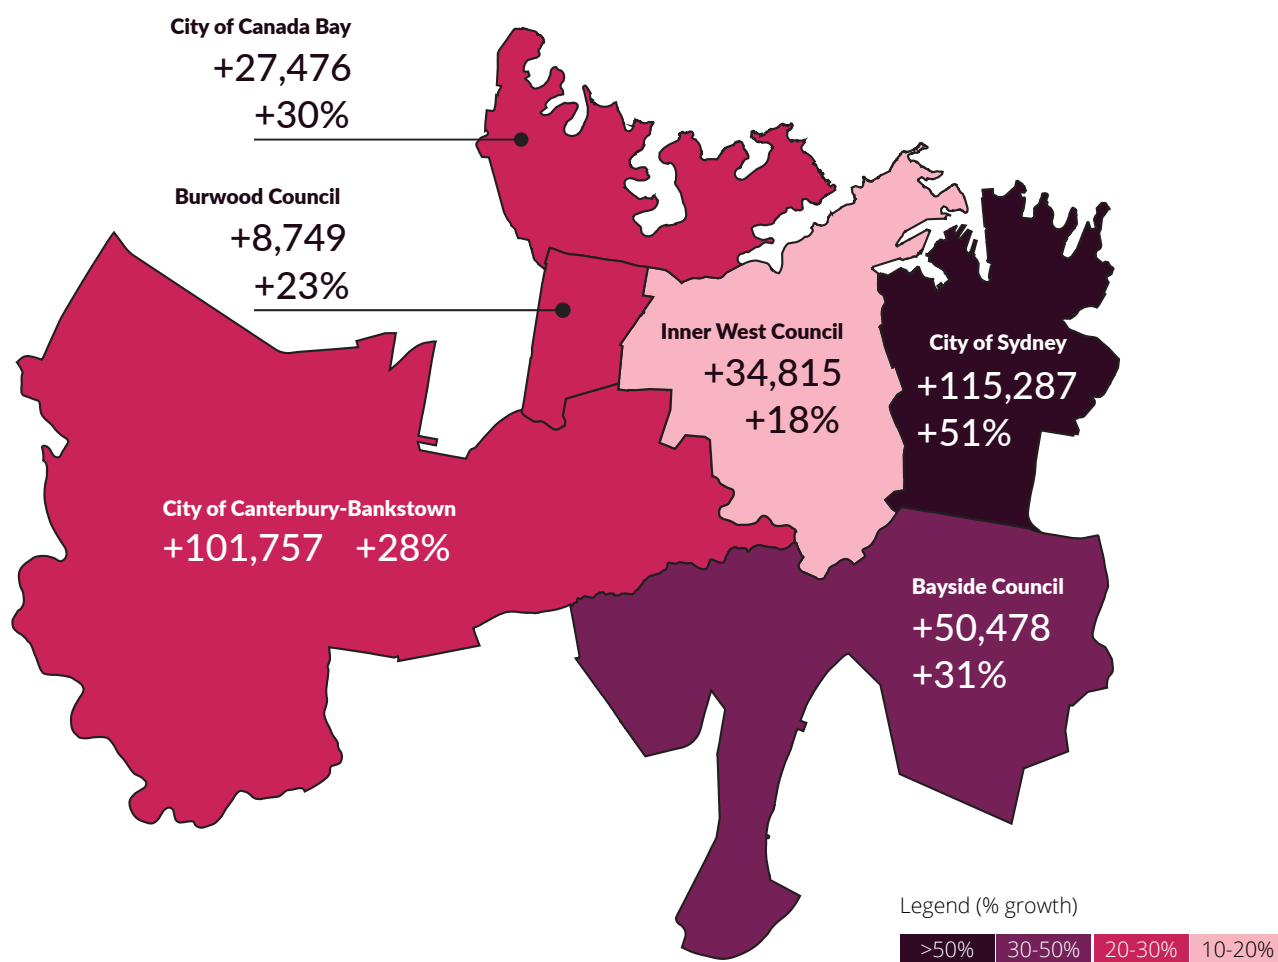 City of Canada Bay
+27,476
+30%
Burwood Council
+8,749
+23%
Inner West Council
+34,815
+18%
City of Sydney
+115,287
+51%
City of Canterbury-Bankstown
+101,757 +28%
Bayside Council
+50,478
+31%
Legend (% growth)
>50% 30-50% 20-30% 10-20%